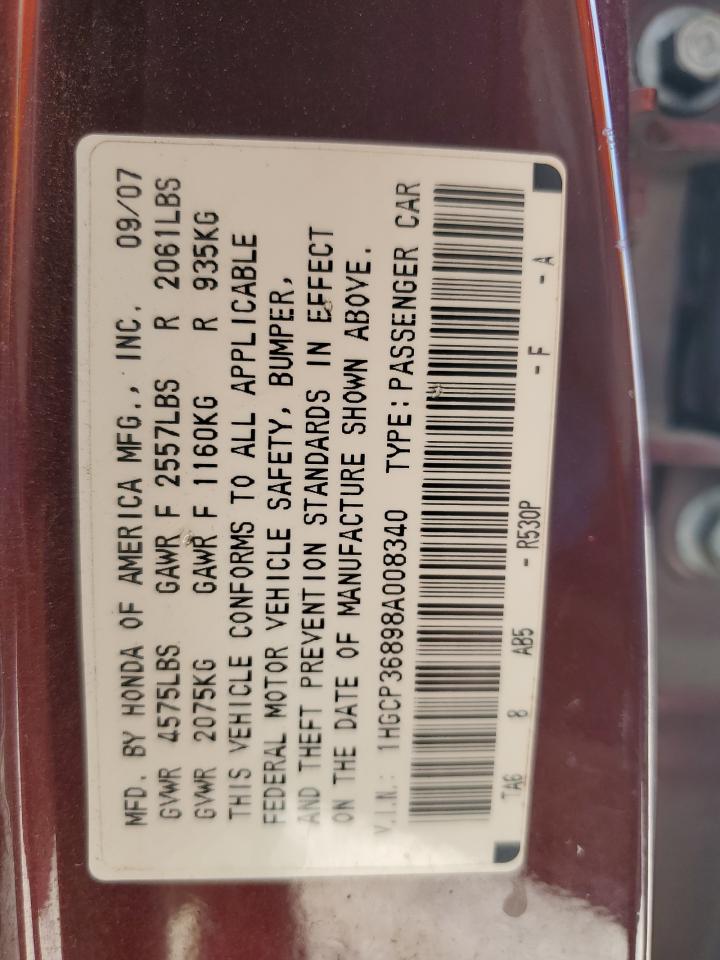 MFD. BY HONDA OF AMERICA MFG., INC. 09/07
GVWR 4575LBS GAWR F 2557LBS R 2061LBS
GVWR 2075KG GAWR F 1160KG R 935KG
THIS VEHICLE CONFORMS TO ALL APPLICABLE
FEDERAL MOTOR VEHICLE SAFETY, BUMPER,
AND THEFT PREVENTION STANDARDS IN EFFECT
ON THE DATE OF MANUFACTURE SHOWN ABOVE.
V.I.N.: 1HGCP36898A008340 TYPE:PASSENGER CAR
TA6 8 AB5 - R530P - F - A